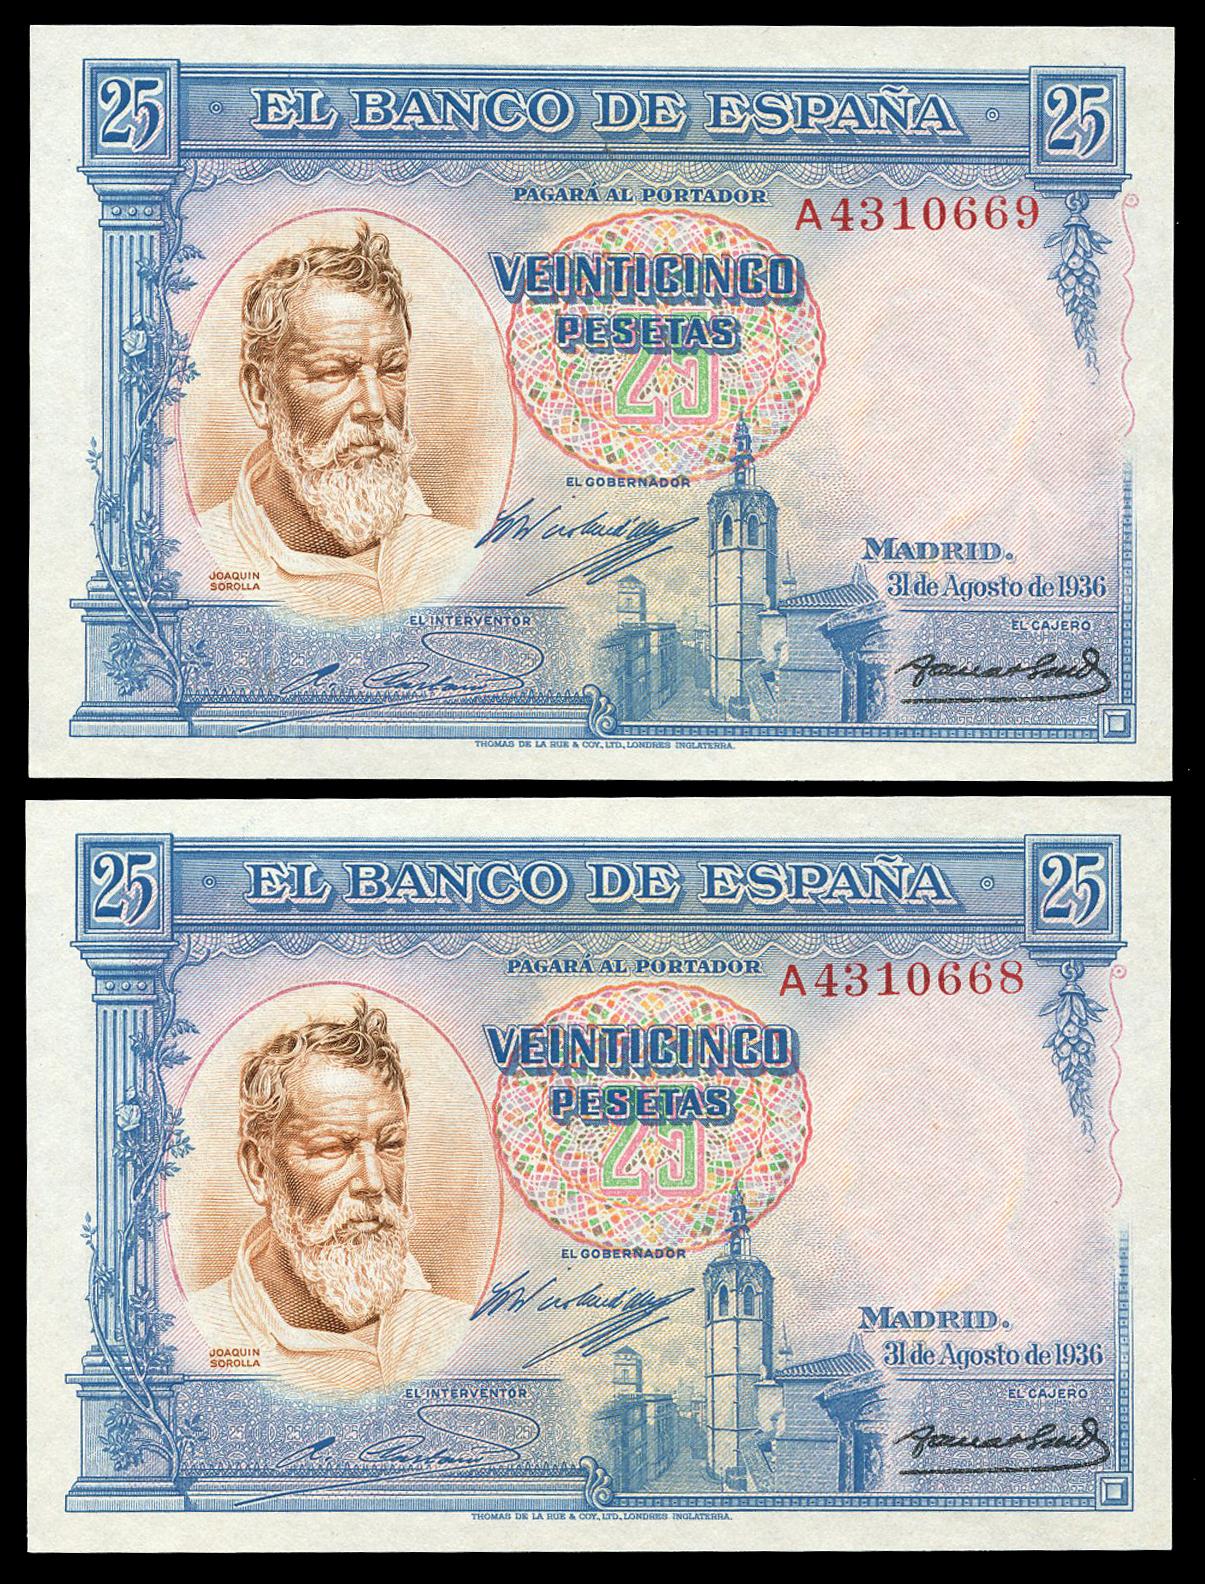 25 EL BANCO DE ESPAÑA 25
PAGARÁ AL PORTADOR
A4310669
VEINTICINCO
PESETAS
25
EL GOBERNADOR
MADRID.
31 de Agosto de 1936
JOAQUIN
SOROLLA
EL INTERVENTOR
EL CAJERO
THOMAS DE LA RUE & COY., LTD., LONDRES INGLATERRA.
25 EL BANCO DE ESPAÑA 25
PAGARÁ AL PORTADOR
A4310668
VEINTICINCO
PESETAS
25
EL GOBERNADOR
MADRID.
31 de Agosto de 1936
JOAQUIN
SOROLLA
EL INTERVENTOR
EL CAJERO
THOMAS DE LA RUE & COY., LTD., LONDRES INGLATERRA.